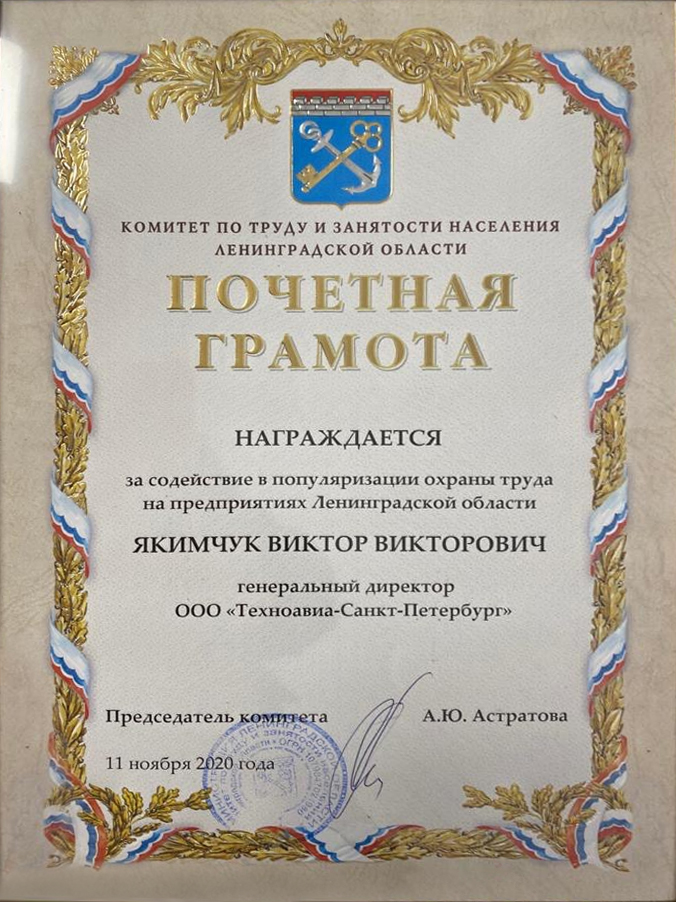 КОМИТЕТ ПО ТРУДУ И ЗАНЯТОСТИ НАСЕЛЕНИЯ
ЛЕНИНГРАДСКОЙ ОБЛАСТИ
ПОЧЕТНАЯ
ГРАМОТА
НАГРАЖДАЕТСЯ
за содействие в популяризации охраны труда
на предприятиях Ленинградской области
ЯКИМЧУК ВИКТОР ВИКТОРОВИЧ
генеральный директор
ООО «Техноавиа-Санкт-Петербург»
Председатель комитета А.Ю. Астратова
11 ноября 2020 года